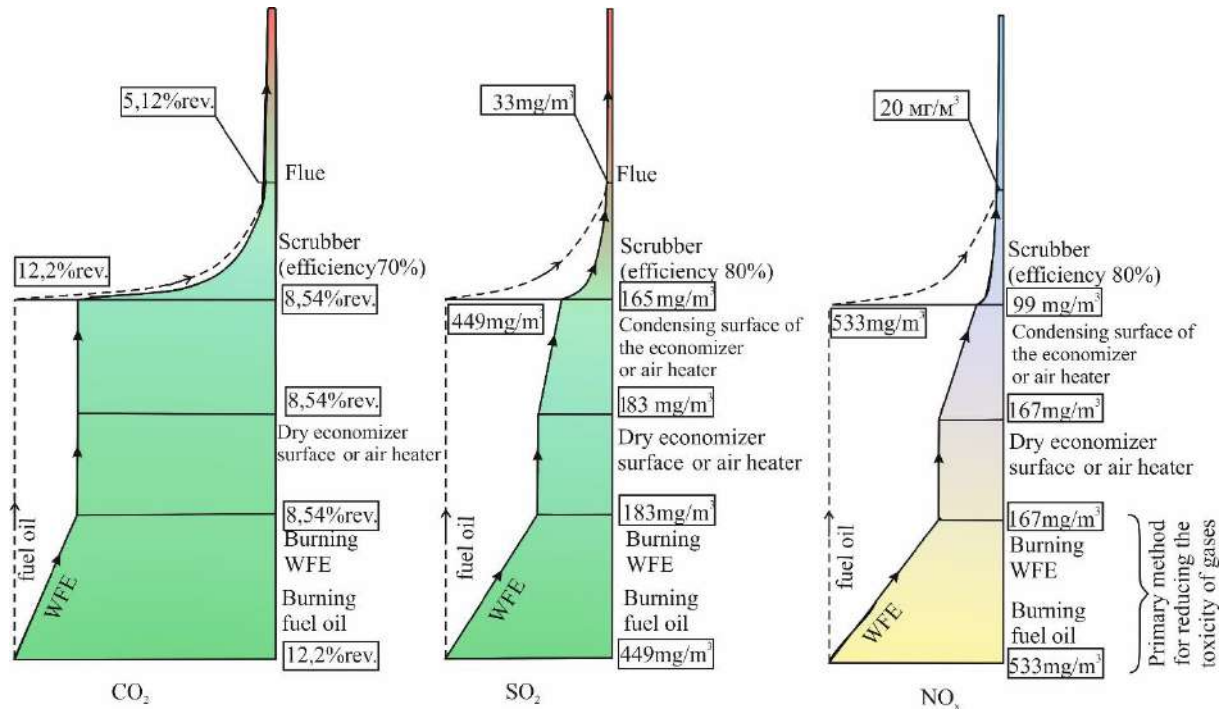 5,12%rev.
Flue
12,2%rev.
Scrubber
(efficiency70%)
8,54%rev.
8,54%rev.
Dry economizer
surface or air heater
8,54%rev.
fuel oil
WFE
Burning
WFE
Burning
fuel oil
12,2%rev.
CO₂
33mg/m³
Flue
Scrubber
(efficiency 80%)
165 mg/m³
449mg/m³
Condensing surface of
the economizer
or air heater
183 mg/m³
Dry economizer
surface or air heater
183mg/m³
fuel oil
WFE
Burning
WFE
Burning
fuel oil
449mg/m³
SO₂
20 мг/м³
Scrubber
(efficiency 80%)
99 mg/m³
533mg/m³
Condensing surface of
the economizer
or air heater
167mg/m³
Dry economizer
surface or air heater
167mg/m³
fuel oil
WFE
Burning
WFE
Burning
fuel oil
533mg/m³
Primary method
for reducing the
toxicity of gases
NOₓ